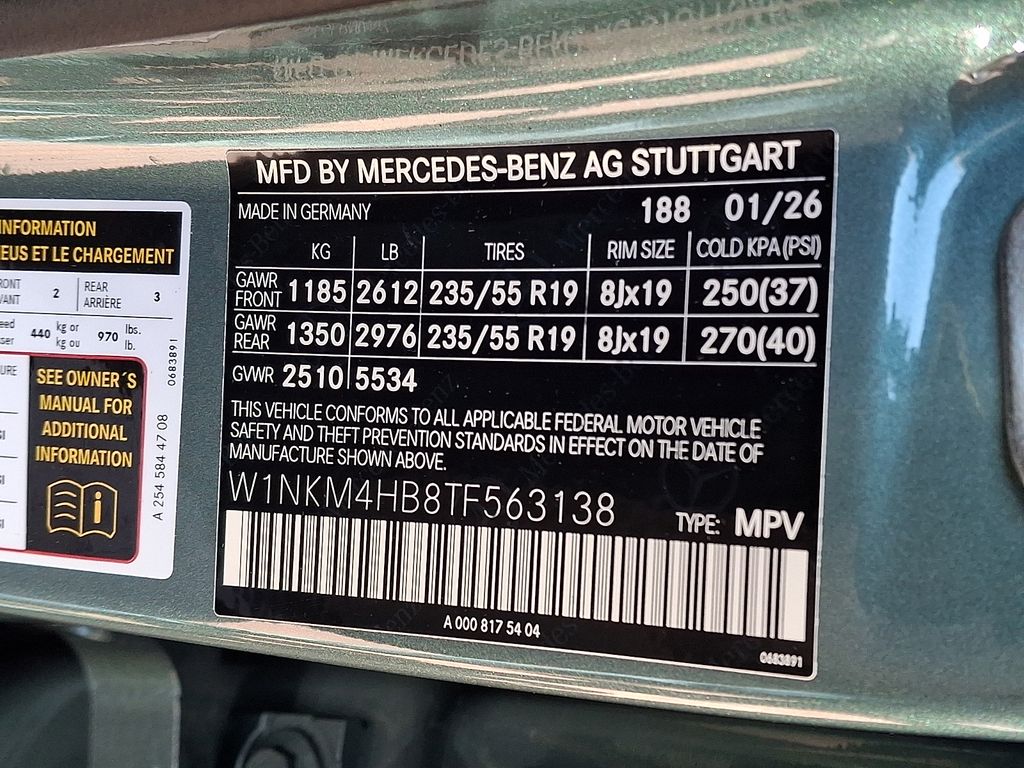 INFORMATION
NEUS ET LE CHARGEMENT
2
REAR
ARRIÈRE
3
440
kg or
kg ou
970
lbs.
lb.
SEE OWNER´S
MANUAL FOR
ADDITIONAL
INFORMATION
0683891
A 254 584 47 08
MFD BY MERCEDES-BENZ AG STUTTGART
MADE IN GERMANY 188 01/26
KG LB TIRES RIM SIZE COLD KPA(PSI)
GAWR FRONT 1185 2612 235/55 R19 8Jx19 250(37)
GAWR REAR 1350 2976 235/55 R19 8Jx19 270(40)
GVWR 2510 5534
THIS VEHICLE CONFORMS TO ALL APPLICABLE FEDERAL MOTOR VEHICLE
SAFETY AND THEFT PREVENTION STANDARDS IN EFFECT ON THE DATE OF
MANUFACTURE SHOWN ABOVE.
W1NKM4HB8TF563138
TYPE: MPV
A 000 817 54 04
0683891